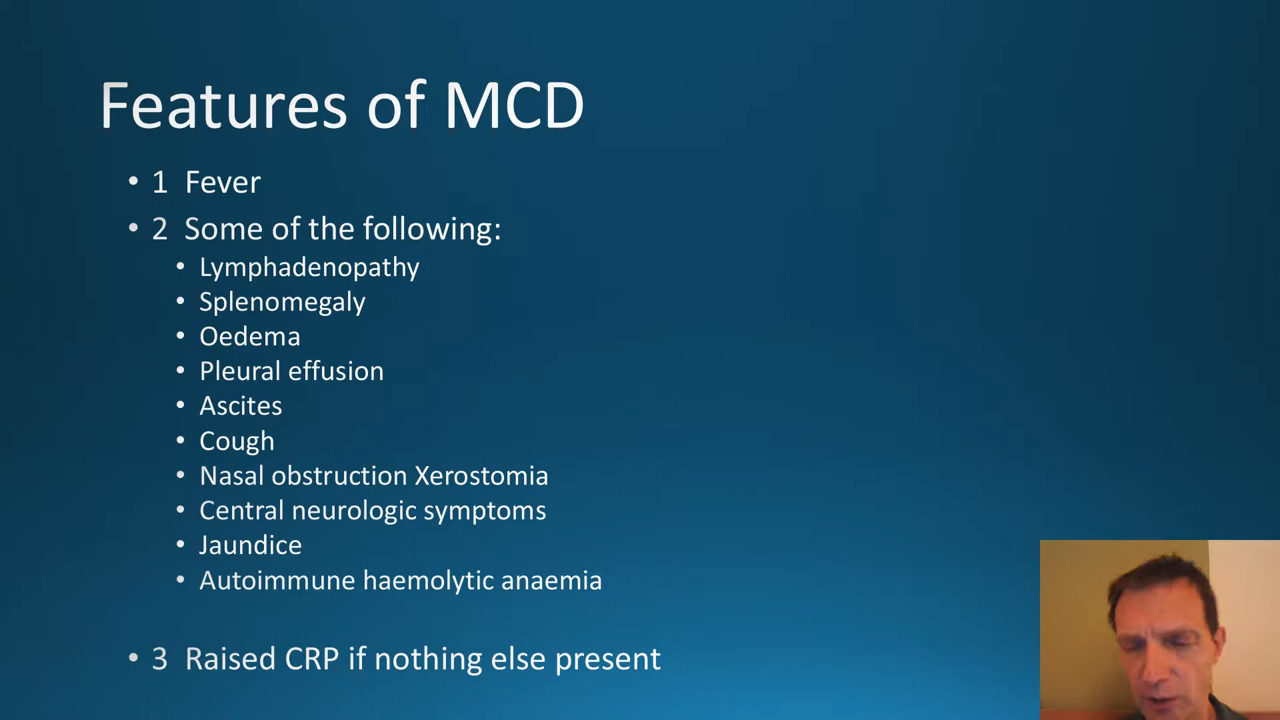 Features of MCD
• 1 Fever
• 2 Some of the following:
• Lymphadenopathy
• Splenomegaly
• Oedema
• Pleural effusion
• Ascites
• Cough
• Nasal obstruction Xerostomia
• Central neurologic symptoms
• Jaundice
• Autoimmune haemolytic anaemia
• 3 Raised CRP if nothing else present